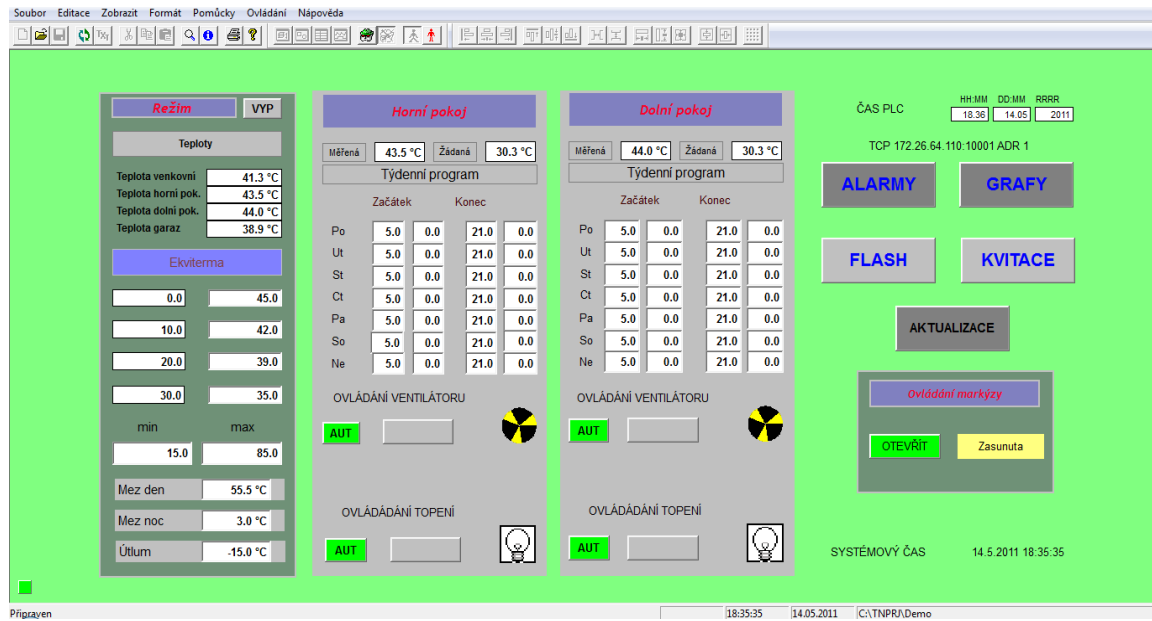 Soubor Editace Zobrazit Formát Pomůcky Ovládání Nápověda
Režim VYP
Teploty
Teplota venkovni 41.3 °C
Teplota horni pok. 43.5 °C
Teplota dolni pok. 44.0 °C
Teplota garaz 38.9 °C
Ekviterma
0.0 45.0
10.0 42.0
20.0 39.0
30.0 35.0
min max
15.0 85.0
Mez den 55.5 °C
Mez noc 3.0 °C
Útlum -15.0 °C
Horní pokoj
Měřená 43.5 °C Žádaná 30.3 °C
Týdenní program
Začátek Konec
Po 5.0 0.0 21.0 0.0
Ut 5.0 0.0 21.0 0.0
St 5.0 0.0 21.0 0.0
Ct 5.0 0.0 21.0 0.0
Pa 5.0 0.0 21.0 0.0
So 5.0 0.0 21.0 0.0
Ne 5.0 0.0 21.0 0.0
OVLÁDÁNÍ VENTILÁTORU
AUT
OVLÁDÁDÁNÍ TOPENÍ
AUT
Dolní pokoj
Měřená 44.0 °C Žádaná 30.3 °C
Týdenní program
Začátek Konec
Po 5.0 0.0 21.0 0.0
Ut 5.0 0.0 21.0 0.0
St 5.0 0.0 21.0 0.0
Ct 5.0 0.0 21.0 0.0
Pa 5.0 0.0 21.0 0.0
So 5.0 0.0 21.0 0.0
Ne 5.0 0.0 21.0 0.0
OVLÁDÁNÍ VENTILÁTORU
AUT
OVLÁDÁDÁNÍ TOPENÍ
AUT
HH:MM DD:MM RRRR
ČAS PLC 18.36 14.05 2011
TCP 172.26.64.110:10001 ADR 1
ALARMY GRAFY
FLASH KVITACE
AKTUALIZACE
Ovládání markýzy
OTEVŘÍT Zasunuta
SYSTÉMOVÝ ČAS 14.5.2011 18:35:35
Připraven 18:35:35 14.05.2011 C:\TNPRJ\Demo